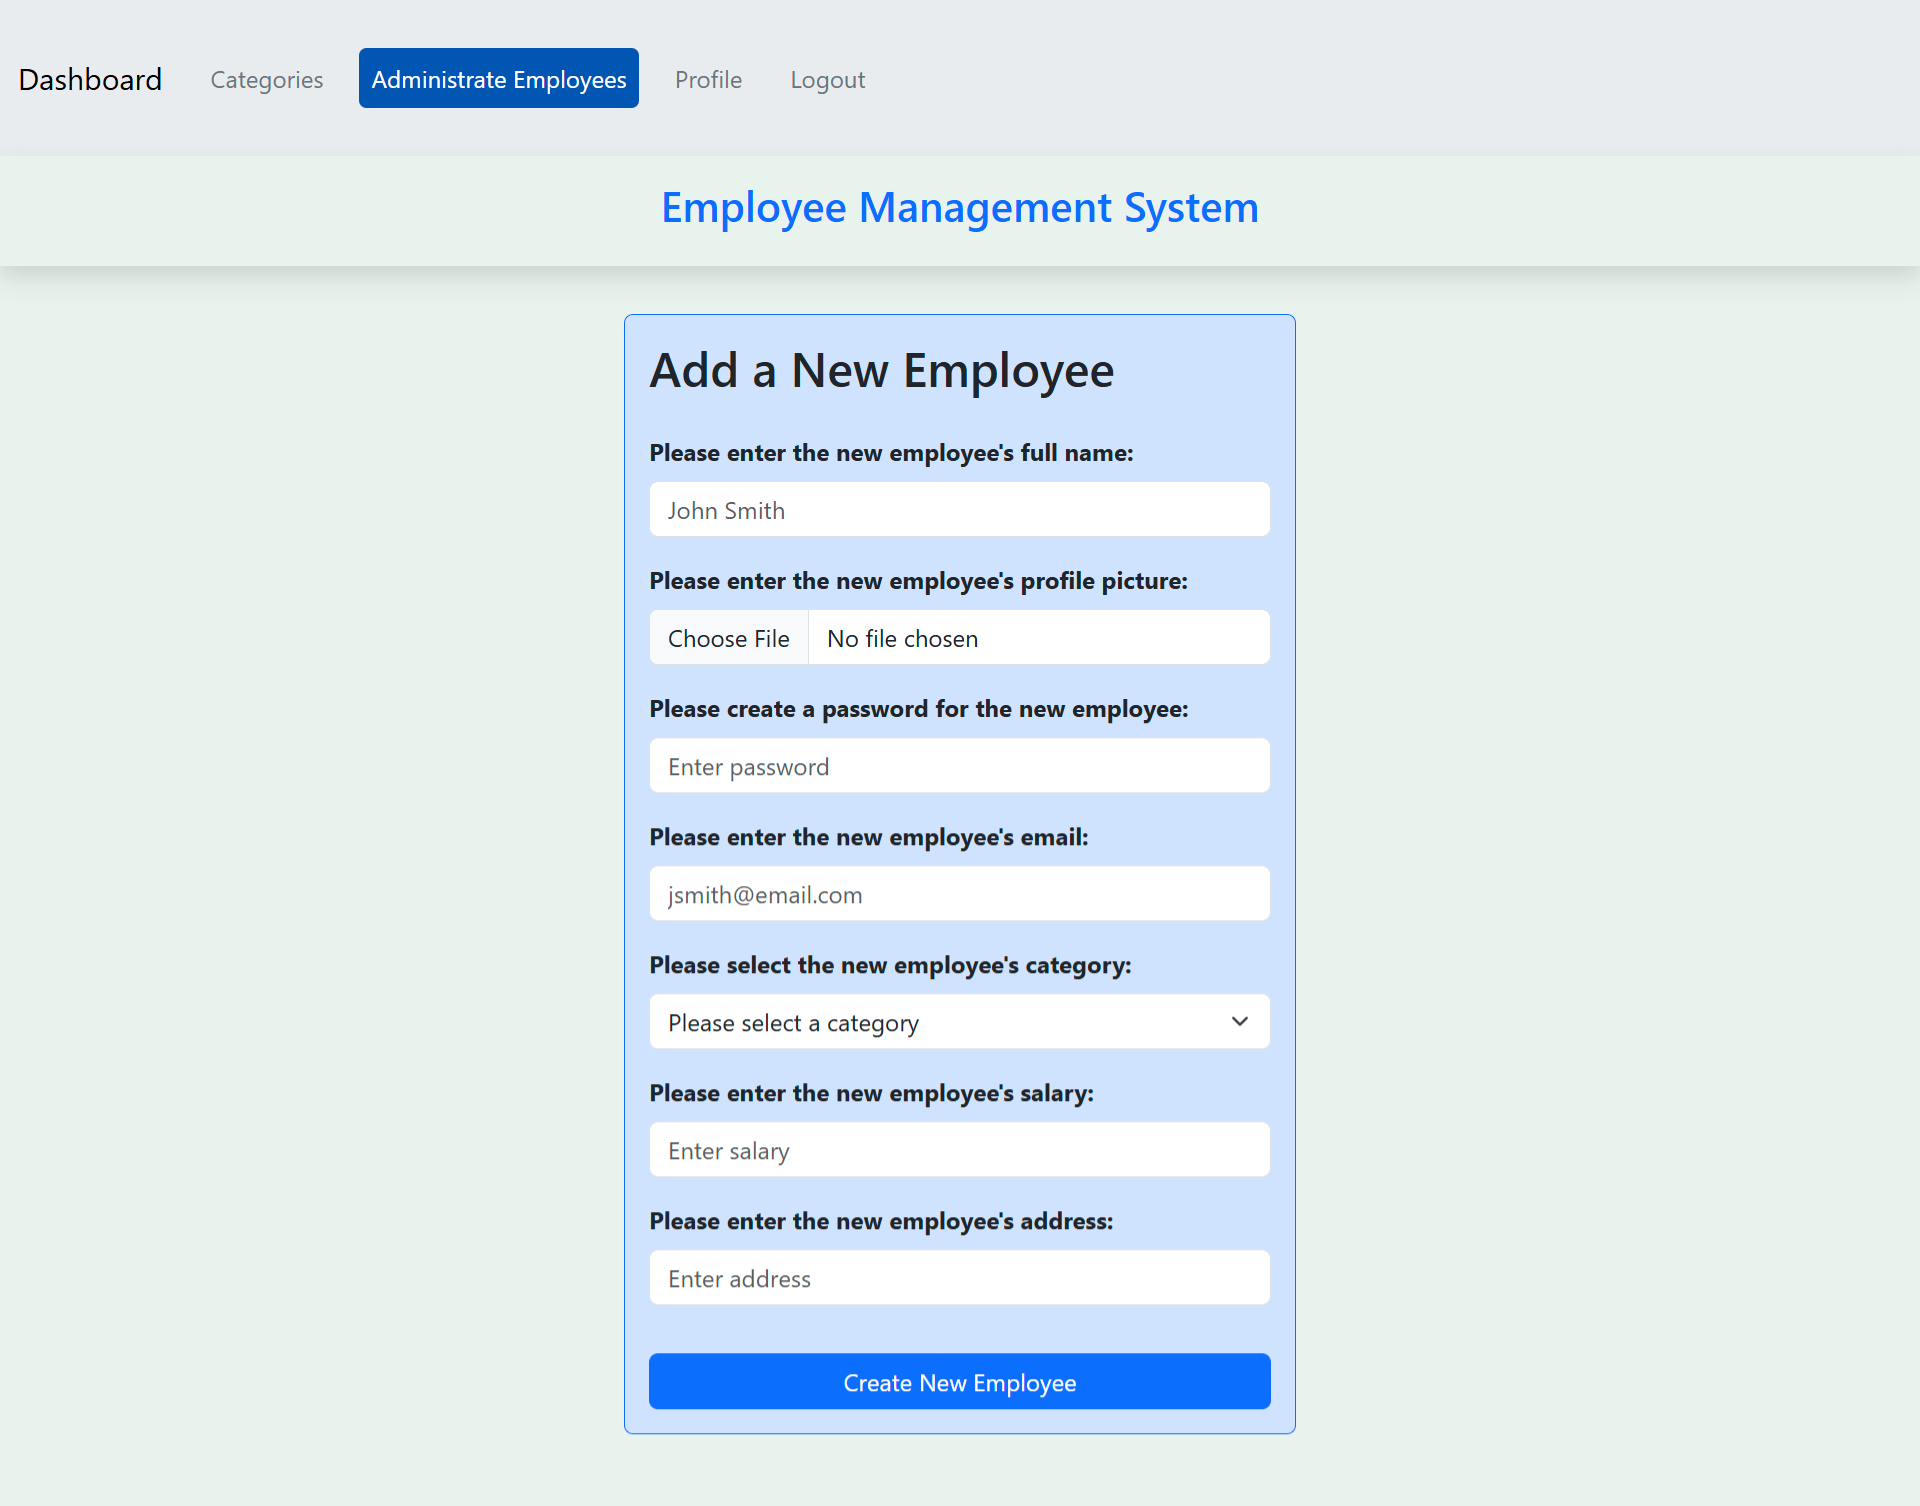 Dashboard Categories Administrate Employees Profile Logout
Employee Management System
Add a New Employee
Please enter the new employee's full name:
John Smith
Please enter the new employee's profile picture:
Choose File No file chosen
Please create a password for the new employee:
Enter password
Please enter the new employee's email:
jsmith@email.com
Please select the new employee's category:
Please select a category
Please enter the new employee's salary:
Enter salary
Please enter the new employee's address:
Enter address
Create New Employee